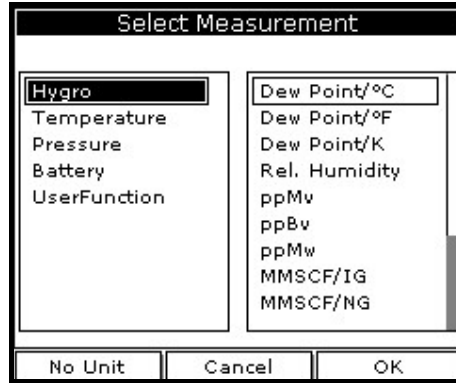 Select Measurement
Hygro
Temperature
Pressure
Battery
UserFunction
Dew Point/°C
Dew Point/°F
Dew Point/K
Rel. Humidity
ppMv
ppBv
ppMw
MMSCF/IG
MMSCF/NG
No Unit
Cancel
OK